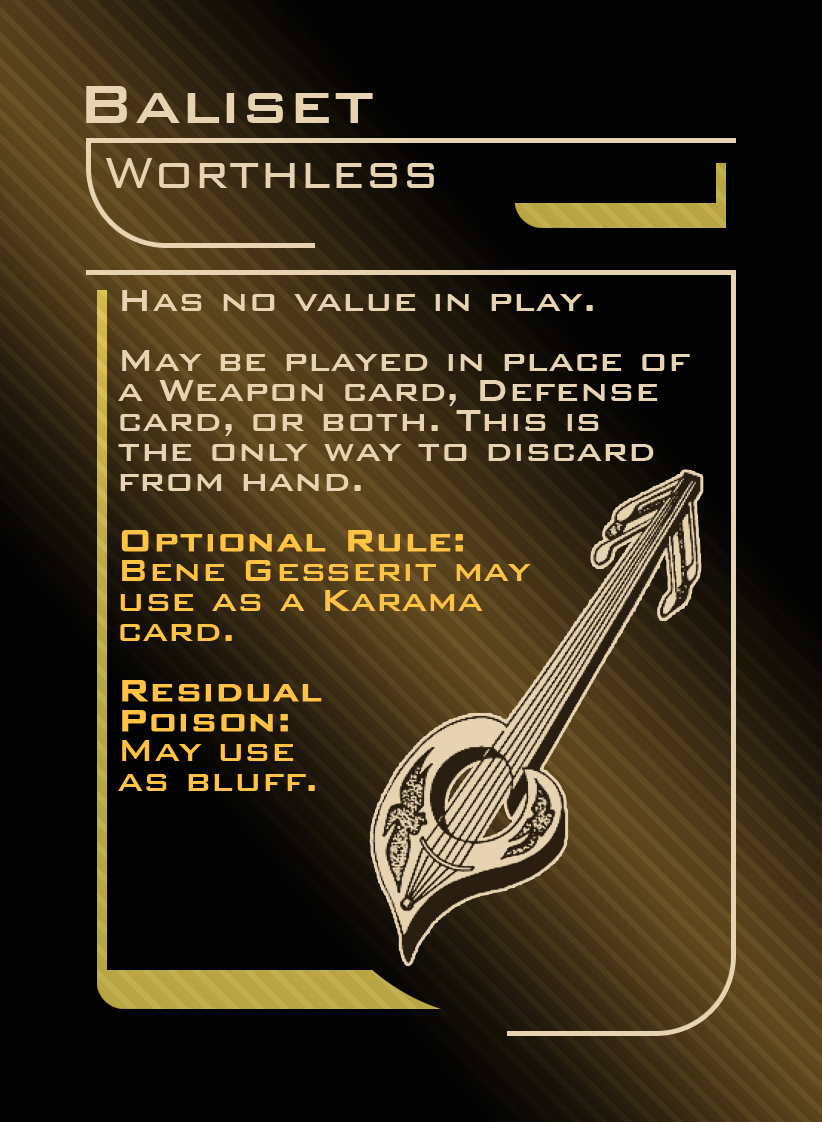 Baliset
Worthless
Has no value in play.
May be played in place of
a Weapon card, Defense
card, or both. This is
the only way to discard
from hand.
Optional Rule:
Bene Gesserit may
use as a Karama
card.
Residual
Poison:
May use
as bluff.